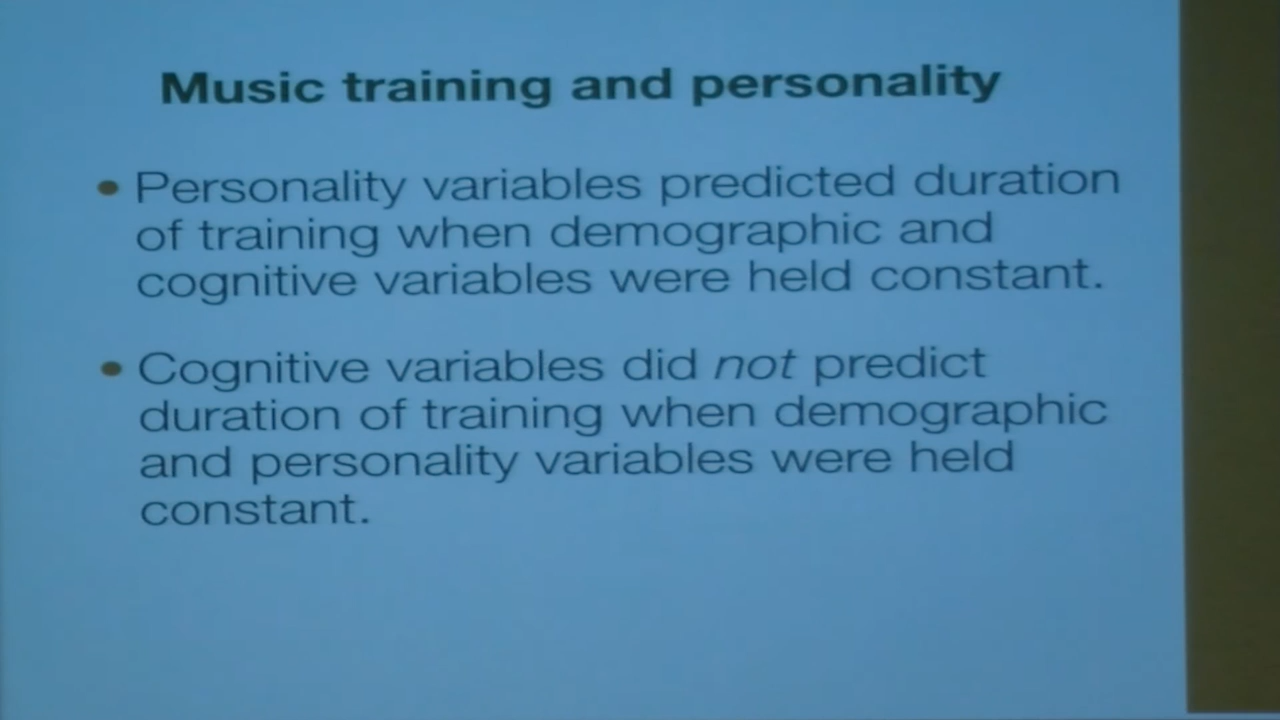 Music training and personality
• Personality variables predicted duration
of training when demographic and
cognitive variables were held constant.
• Cognitive variables did not predict
duration of training when demographic
and personality variables were held
constant.